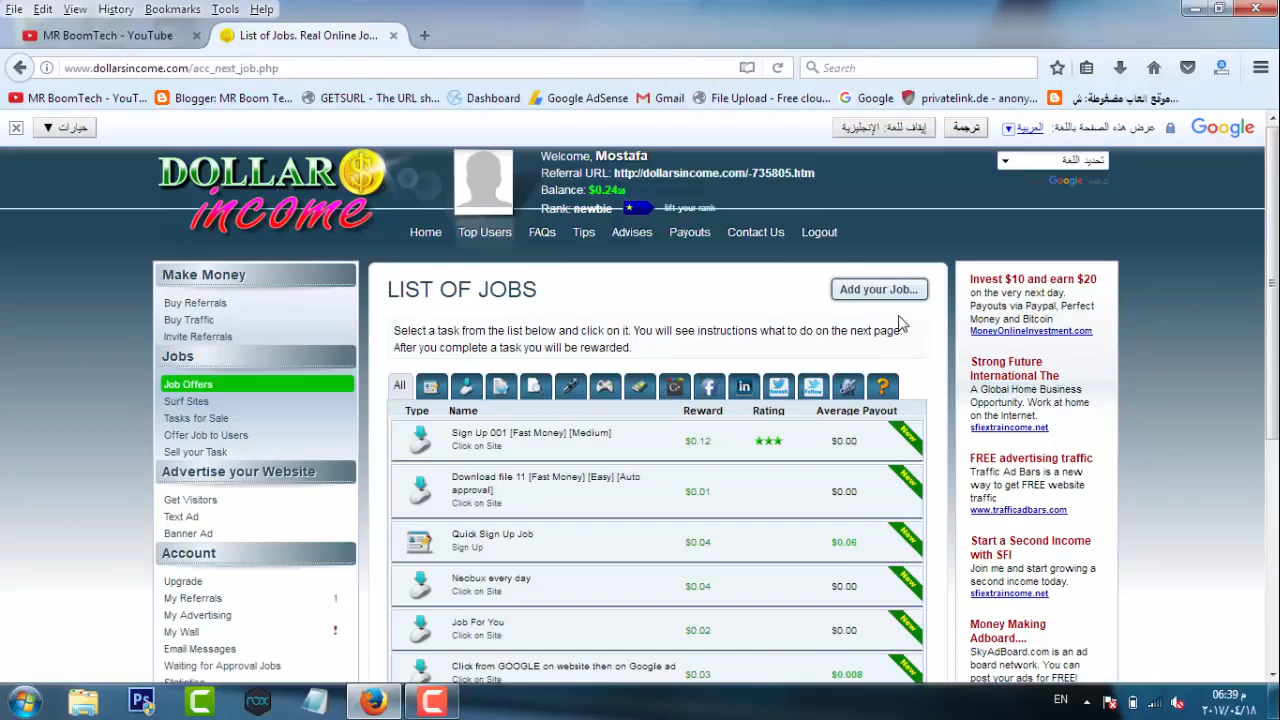 File Edit View History Bookmarks Tools Help
MR BoomTech - YouTube
List of Jobs. Real Online Jo...
www.dollarsincome.com/acc_next_job.php
Search
MR BoomTech - YouT...
Blogger: MR Boom Te...
GETSURL - The URL sh...
Dashboard
Google AdSense
Gmail
File Upload - Free clou...
Google
privatelink.de - anony...
خيارات ▼
إيقاف للغة: الإنجليزية
ترجمة
عرض هذه الصفحة باللغة: العربية
Google
DOLLAR $
income
Welcome, Mostafa
Referral URL: http://dollarsincome.com/-735805.htm
Balance: $0.24
Rank: newbie lift your rank
تحديد اللغة
Google
Home Top Users FAQs Tips Advises Payouts Contact Us Logout
Make Money
Buy Referrals
Buy Traffic
Invite Referrals
Jobs
Job Offers
Surf Sites
Tasks for Sale
Offer Job to Users
Sell your Task
Advertise your Website
Get Visitors
Text Ad
Banner Ad
Account
Upgrade
My Referrals 1
My Advertising
My Wall !
Email Messages
Waiting for Approval Jobs
Statistics
LIST OF JOBS
Add your Job...
Select a task from the list below and click on it. You will see instructions what to do on the next page.
After you complete a task you will be rewarded.
All
Type Name Reward Rating Average Payout
Sign Up 001 [Fast Money] [Medium] $0.12 ★★★ $0.00 New
Click on Site
Download file 11 [Fast Money] [Easy] [Auto
approval] $0.01 $0.00 New
Click on Site
Quick Sign Up Job $0.04 $0.06 New
Sign Up
Neobux every day $0.04 $0.00 New
Click on Site
Job For You $0.02 $0.00 New
Click on Site
Click from GOOGLE on website then on Google ad $0.03 $0.008 New
Click on Site
Invest $10 and earn $20
on the very next day.
Payouts via Paypal, Perfect
Money and Bitcoin
MoneyOnlineInvestment.com
Strong Future
International The
A Global Home Business
Opportunity. Work at home
on the Internet.
sfiextraincome.net
FREE advertising traffic
Traffic Ad Bars is a new
way to get FREE website
traffic
www.trafficadbars.com
Start a Second Income
with SFI
Join me and start growing a
second income today.
sfiextraincome.net
Money Making
Adboard....
SkyAdBoard.com is an ad
board network. You can
post your ads for FREE!
EN
06:39 م
٢٠١٧/٠٤/١٨